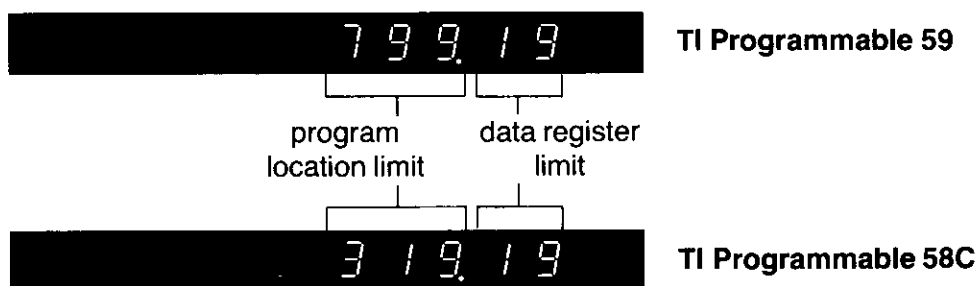 799.19 TI Programmable 59
program data register
location limit limit
319.19 TI Programmable 58C